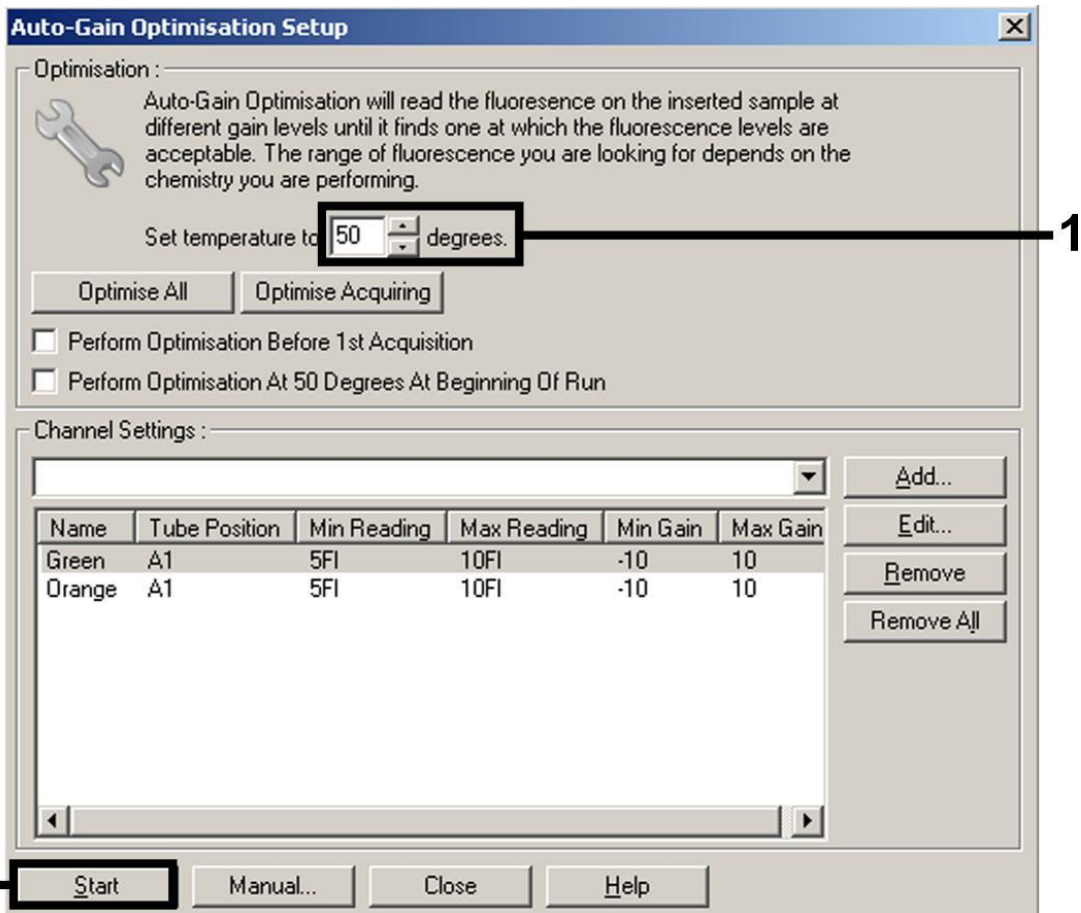 Auto-Gain Optimisation Setup
Optimisation :
Auto-Gain Optimisation will read the fluoresence on the inserted sample at
different gain levels until it finds one at which the fluorescence levels are
acceptable. The range of fluorescence you are looking for depends on the
chemistry you are performing.
Set temperature to 50 degrees.
1
Optimise All Optimise Acquiring
Perform Optimisation Before 1st Acquisition
Perform Optimisation At 50 Degrees At Beginning Of Run
Channel Settings :
Add...
Name Tube Position Min Reading Max Reading Min Gain Max Gain
Edit...
Green A1 5Fl 10Fl -10 10
Remove
Orange A1 5Fl 10Fl -10 10
Remove All
Start Manual... Close Help